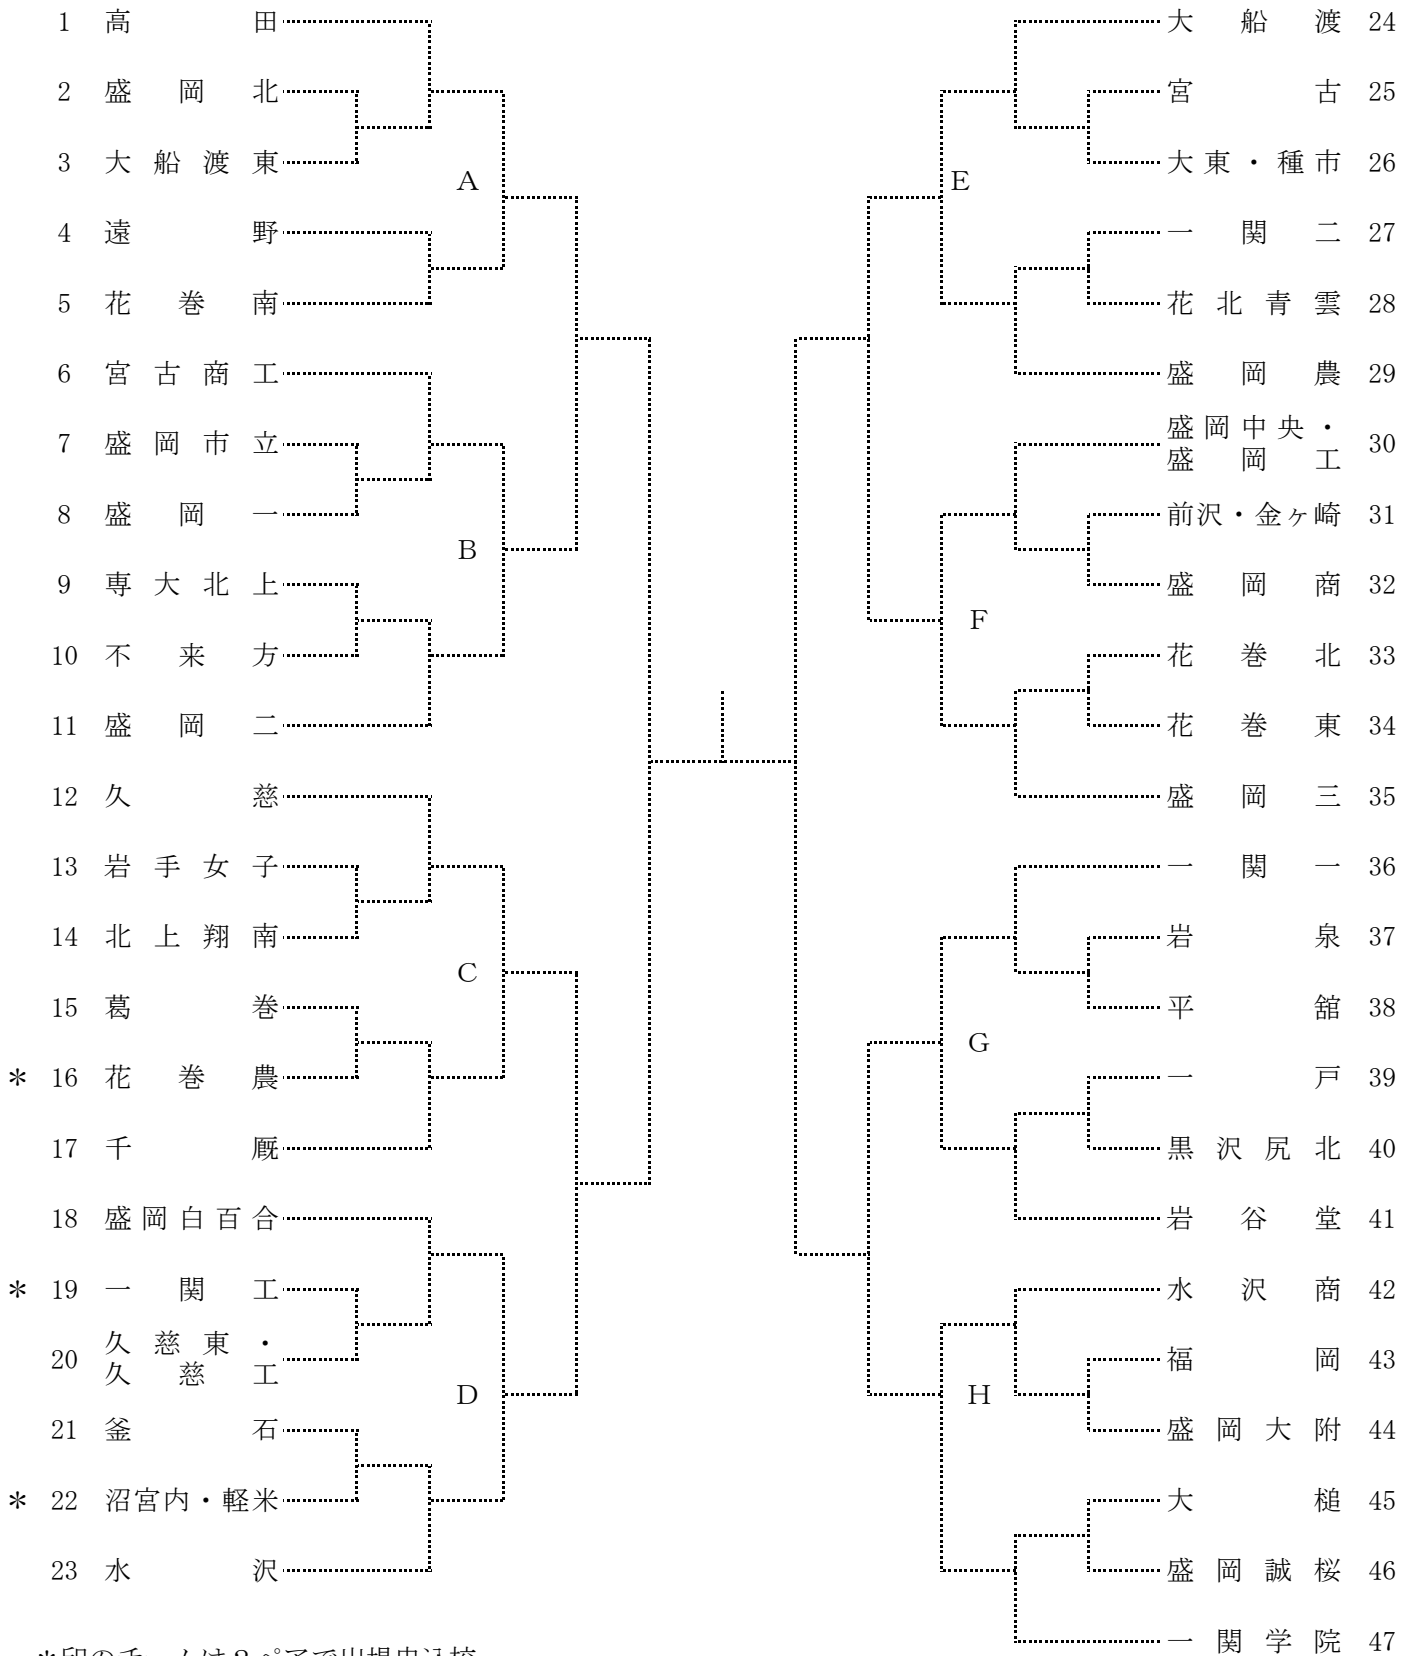 1 高田
2 盛岡北
3 大船渡東
A
4 遠野
5 花巻南
6 宮古商工
7 盛岡市立
8 盛岡一
B
9 専大北上
10 不来方
11 盛岡二
12 久慈
13 岩手女子
14 北上翔南
C
15 葛巻
＊ 16 花巻農
17 千厩
18 盛岡白百合
＊ 19 一関工
20 久慈東・
久慈工
D
21 釜石
＊ 22 沼宮内・軽米
23 水沢
大船渡 24
宮古 25
大東・種市 26
E
一関二 27
花北青雲 28
盛岡農 29
盛岡中央・
盛岡工 30
前沢・金ヶ崎 31
盛岡商 32
F
花巻北 33
花巻東 34
盛岡三 35
一関一 36
岩泉 37
平舘 38
G
一戸 39
黒沢尻北 40
岩谷堂 41
水沢商 42
福岡 43
H
盛岡大附 44
大槌 45
盛岡誠桜 46
一関学院 47